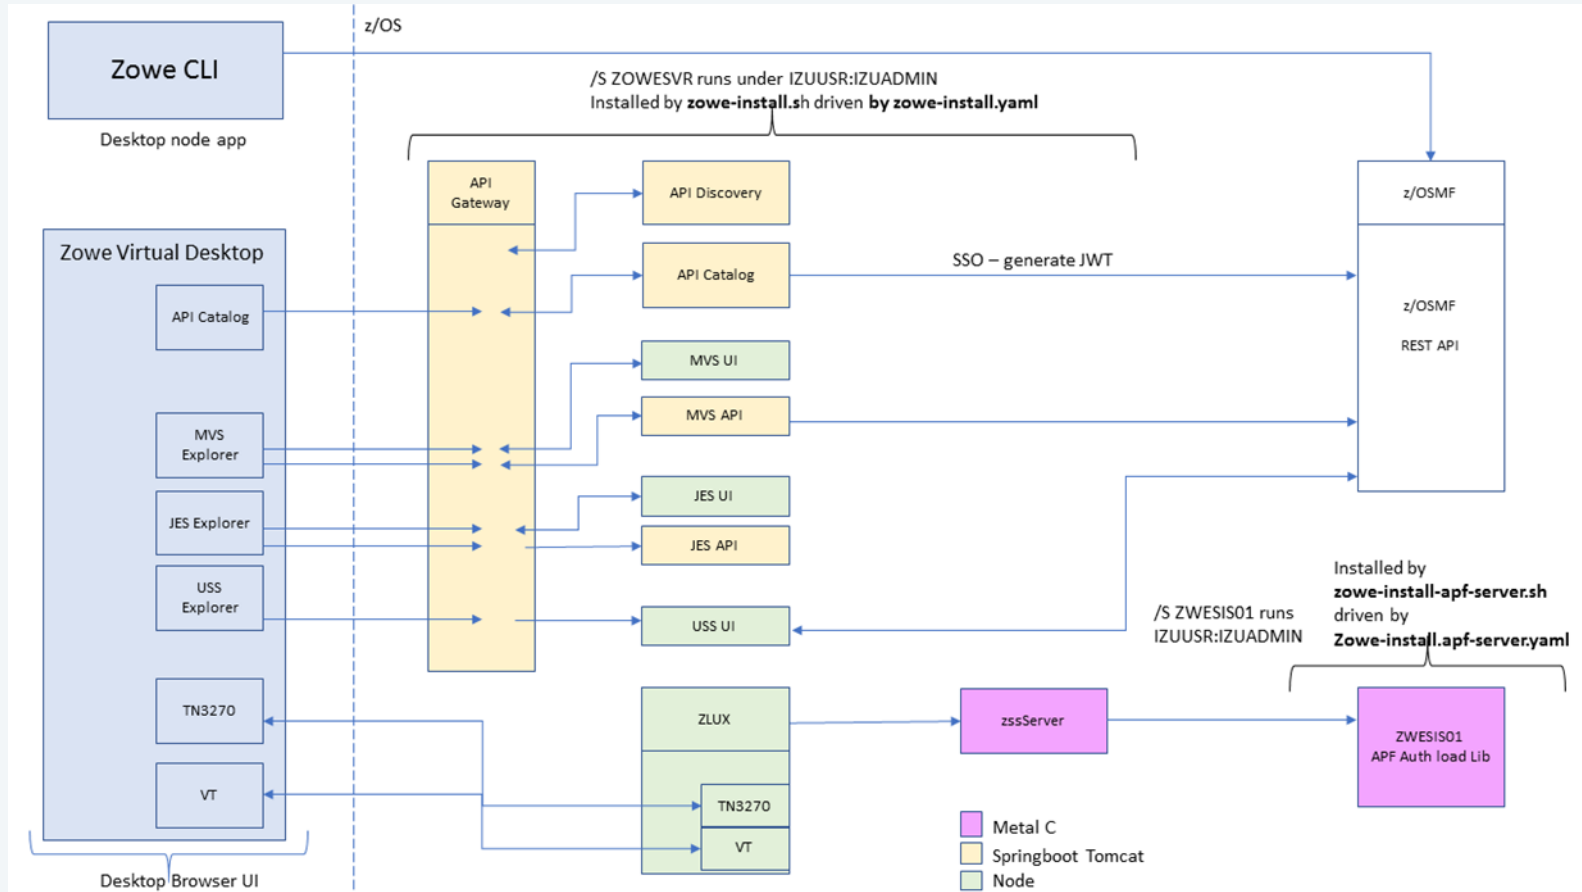 z/OS
Zowe CLI
Desktop node app
/S ZOWESVR runs under IZUUSR:IZUADMIN
Installed by zowe-install.sh driven by zowe-install.yaml
Zowe Virtual Desktop
API Catalog
MVS
Explorer
JES Explorer
USS
Explorer
TN3270
VT
Desktop Browser UI
API
Gateway
API Discovery
API Catalog
MVS UI
MVS API
JES UI
JES API
USS UI
ZLUX
TN3270
VT
SSO – generate JWT
z/OSMF
z/OSMF
REST API
/S ZWESIS01 runs
IZUUSR:IZUADMIN
Installed by
zowe-install-apf-server.sh
driven by
Zowe-install.apf-server.yaml
zssServer
ZWESIS01
APF Auth load Lib
Metal C
Springboot Tomcat
Node